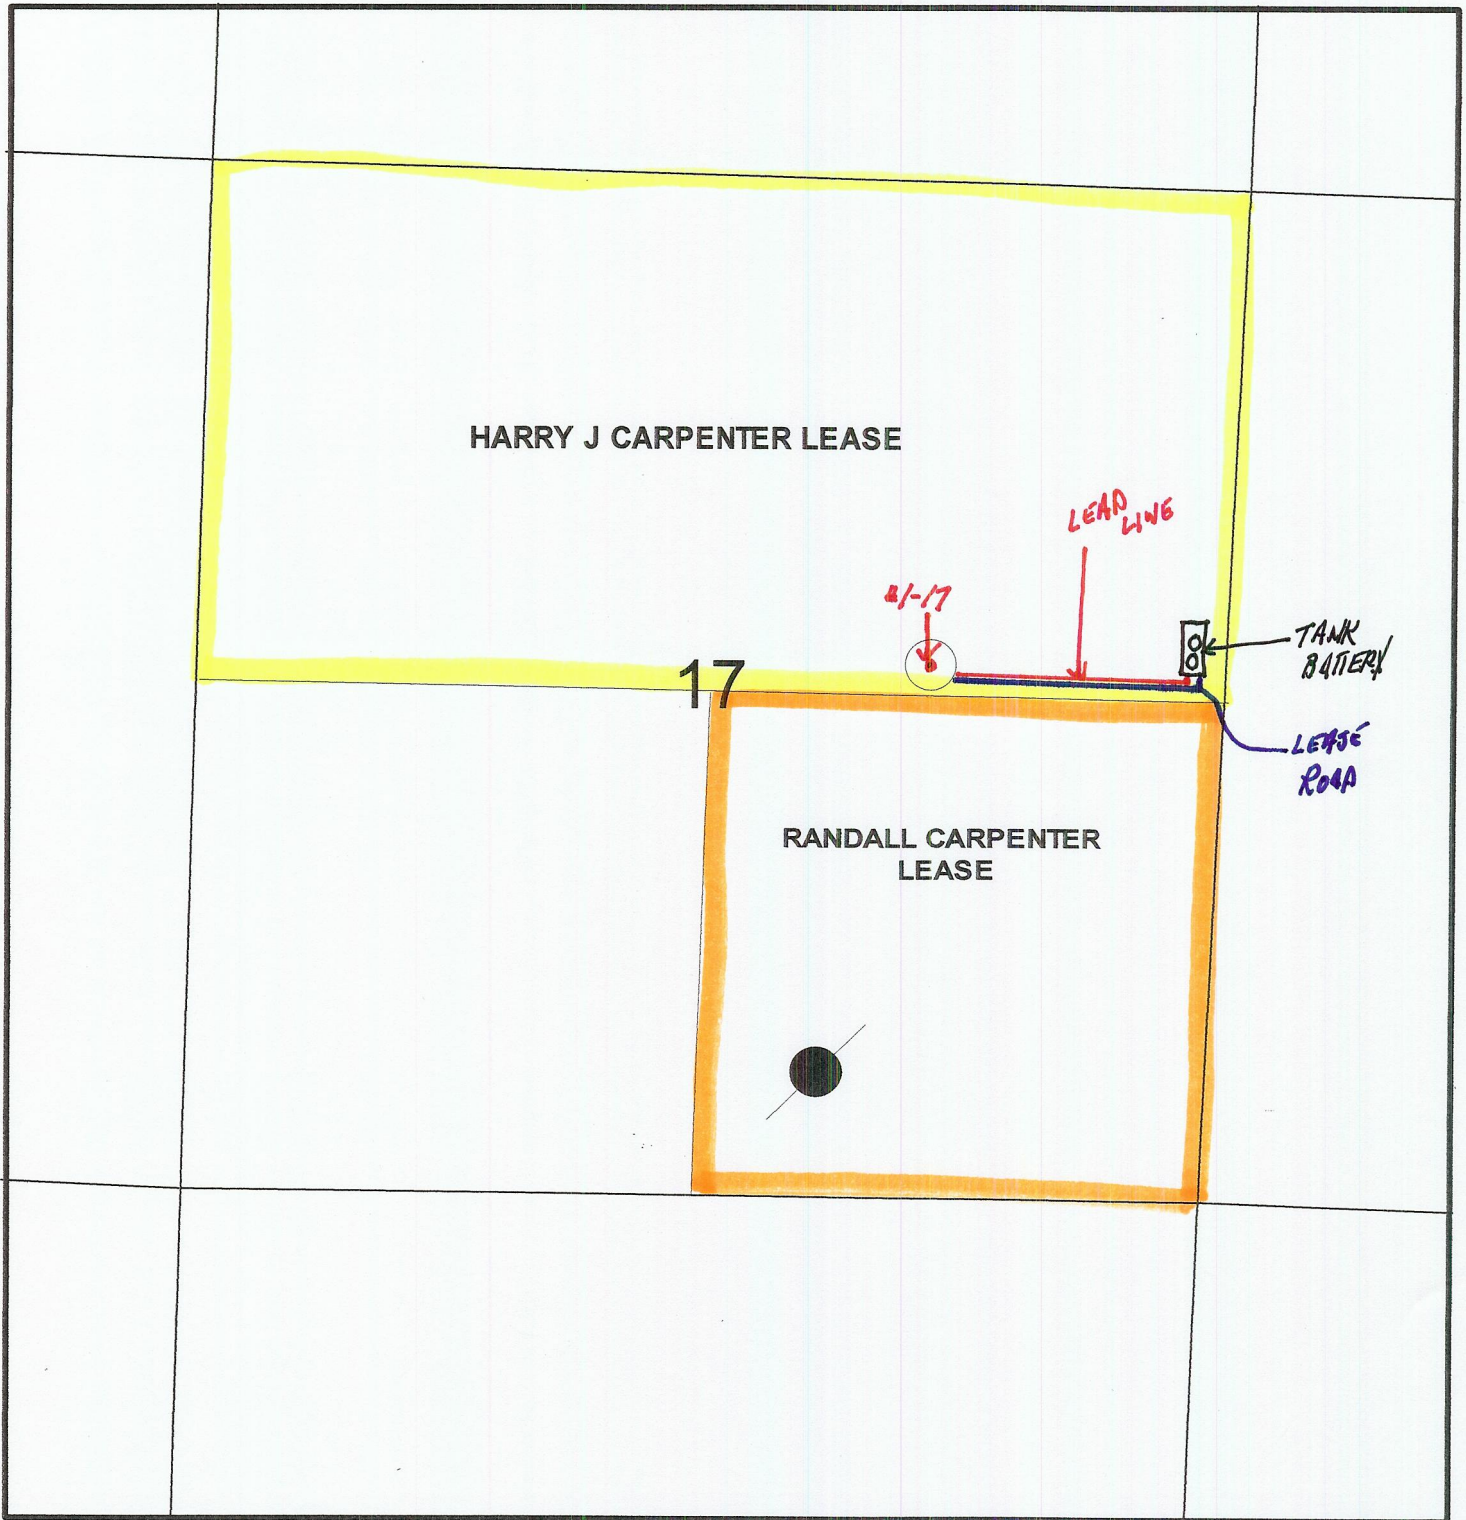 HARRY J CARPENTER LEASE
LEAD
LINE
#1-17
TANK
BATTERY
17
LEASE
ROAD
RANDALL CARPENTER
LEASE